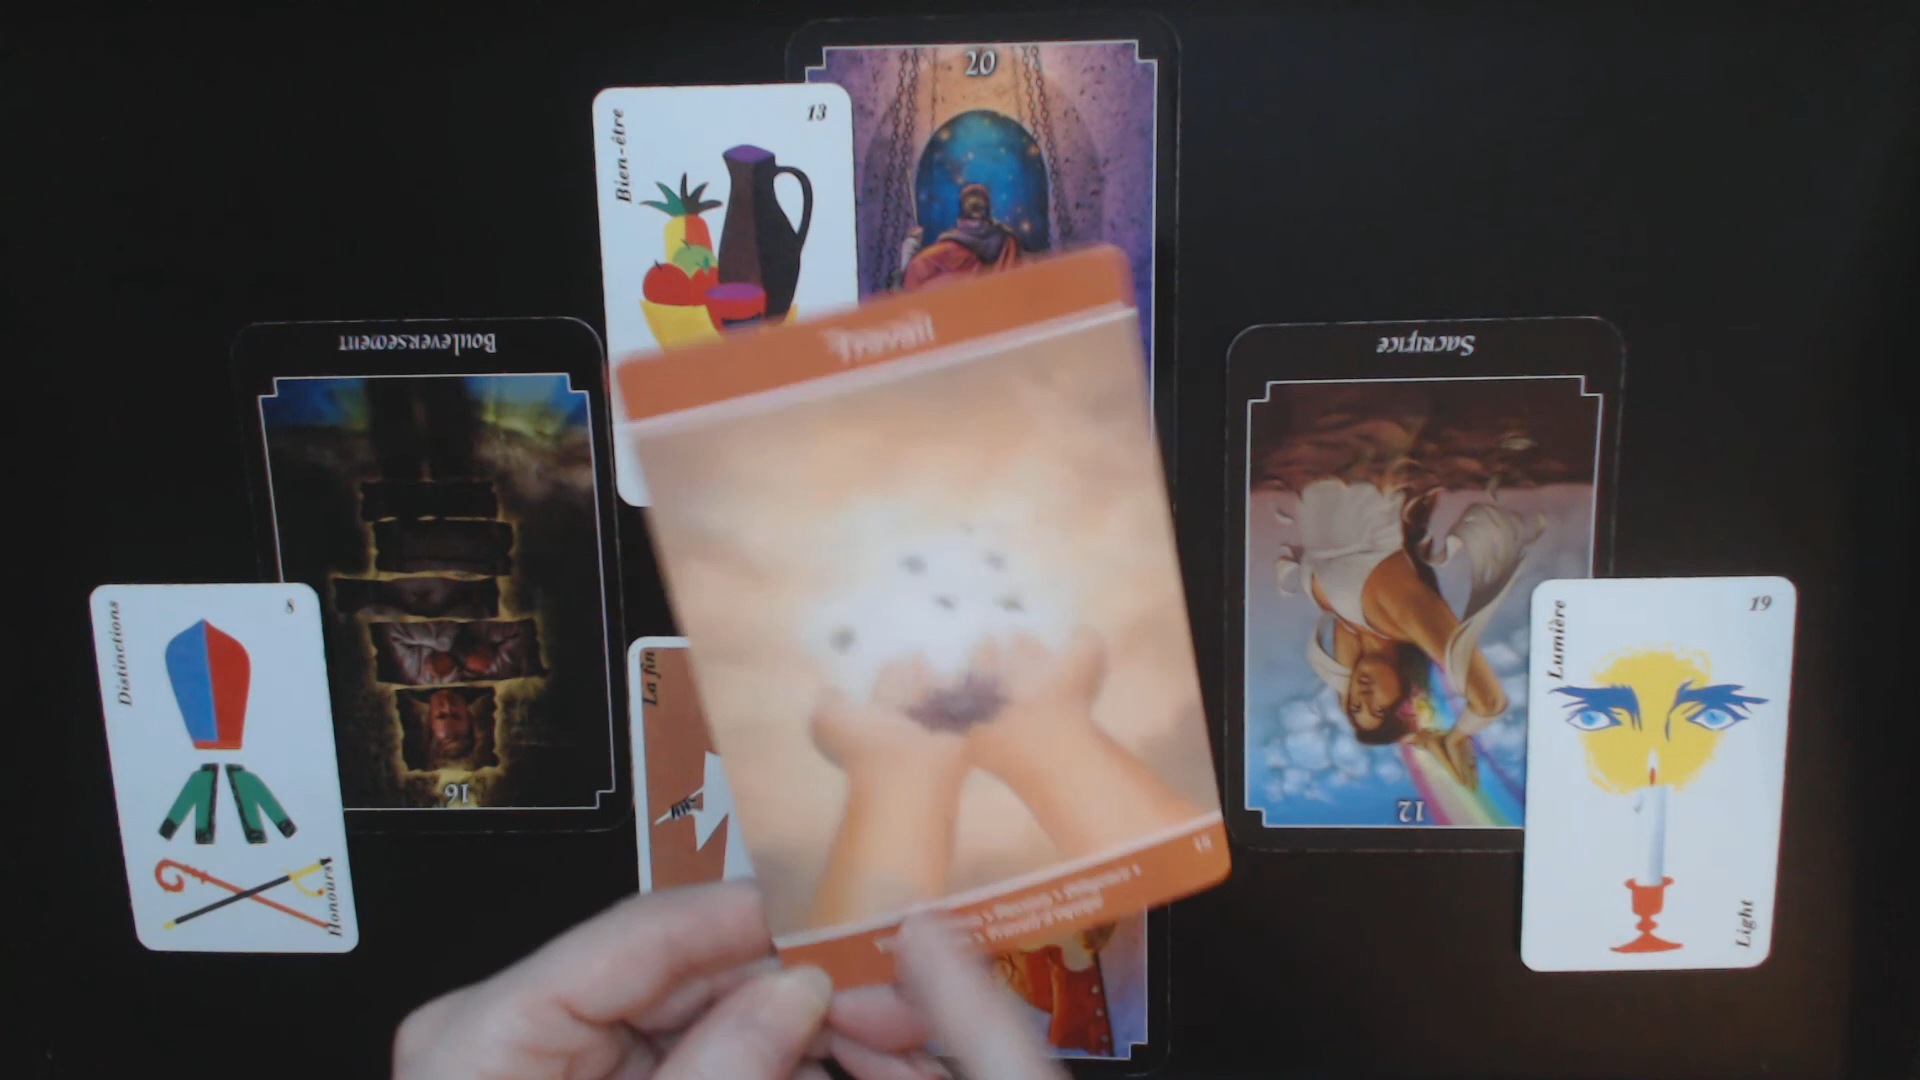 20
13
Bien-être
Travail
Bouleversement
Sacrifice
16
12
Distinctions
8
Honours
La fin
Lumière
19
Light